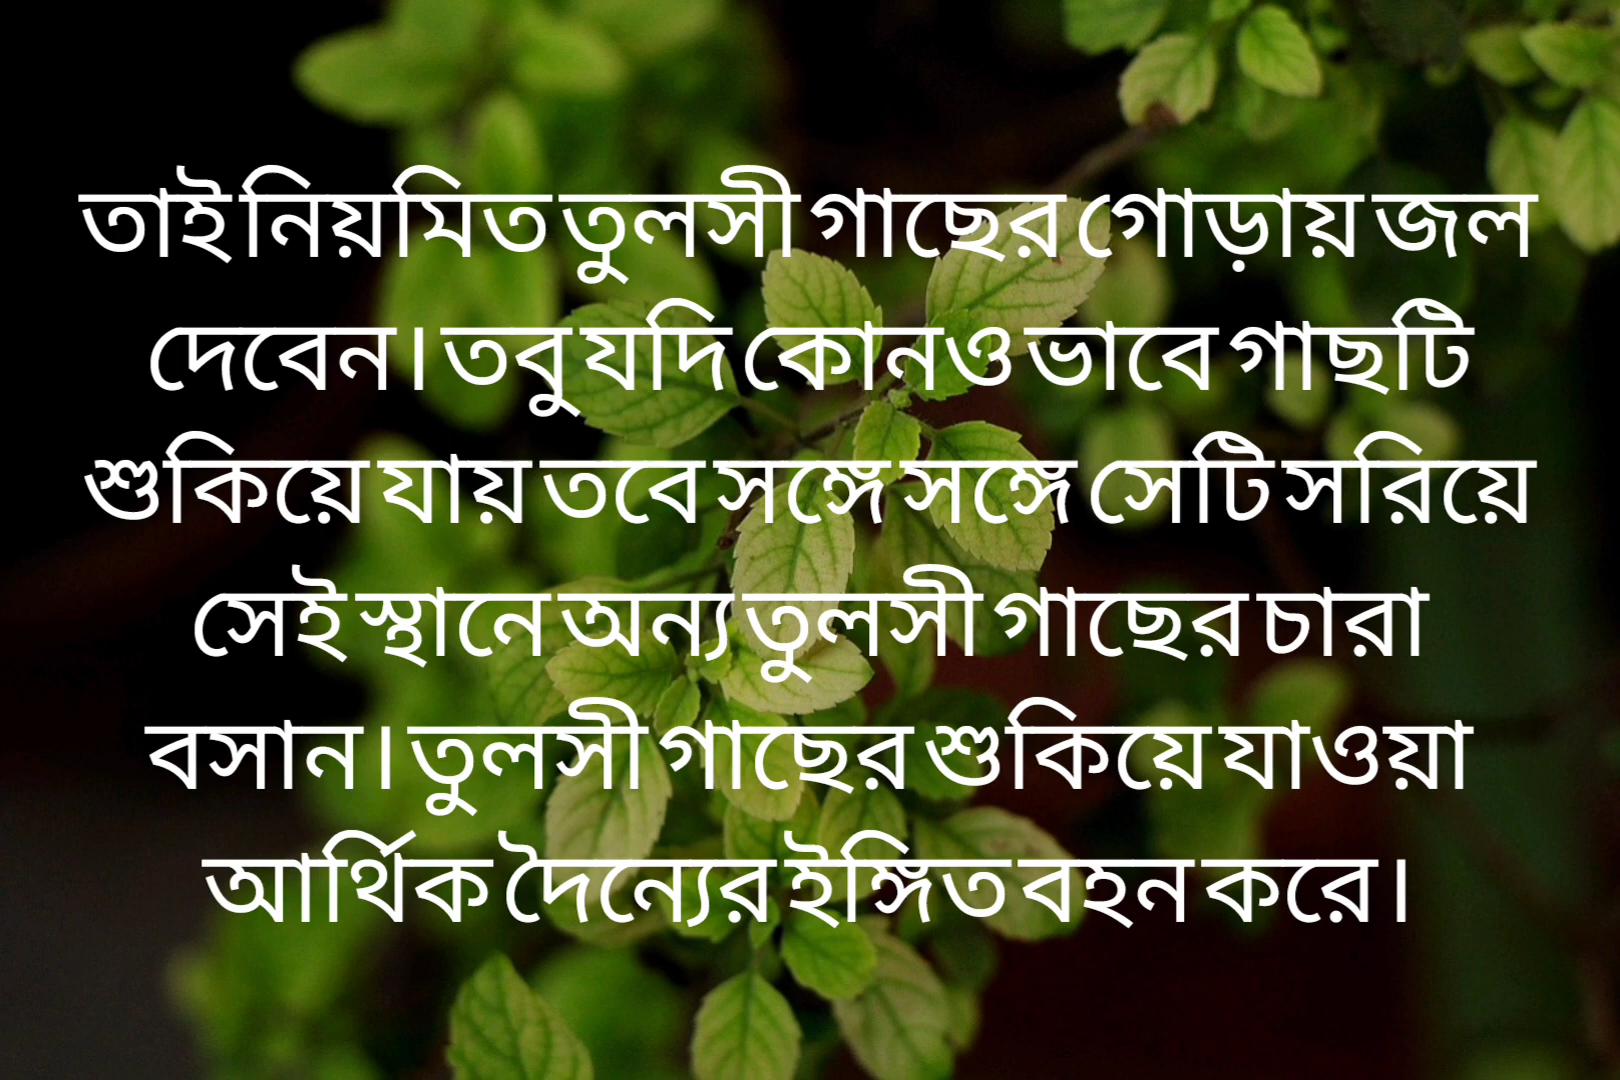 তাই নিয়মিত তুলসী গাছের গোড়ায় জল
দেবেন। তবু যদি কোনও ভাবে গাছটি
শুকিয়ে যায় তবে সঙ্গে সঙ্গে সেটি সরিয়ে
সেই স্থানে অন্য তুলসী গাছের চারা
বসান। তুলসী গাছের শুকিয়ে যাওয়া
আর্থিক দৈন্যের ইঙ্গিত বহন করে।